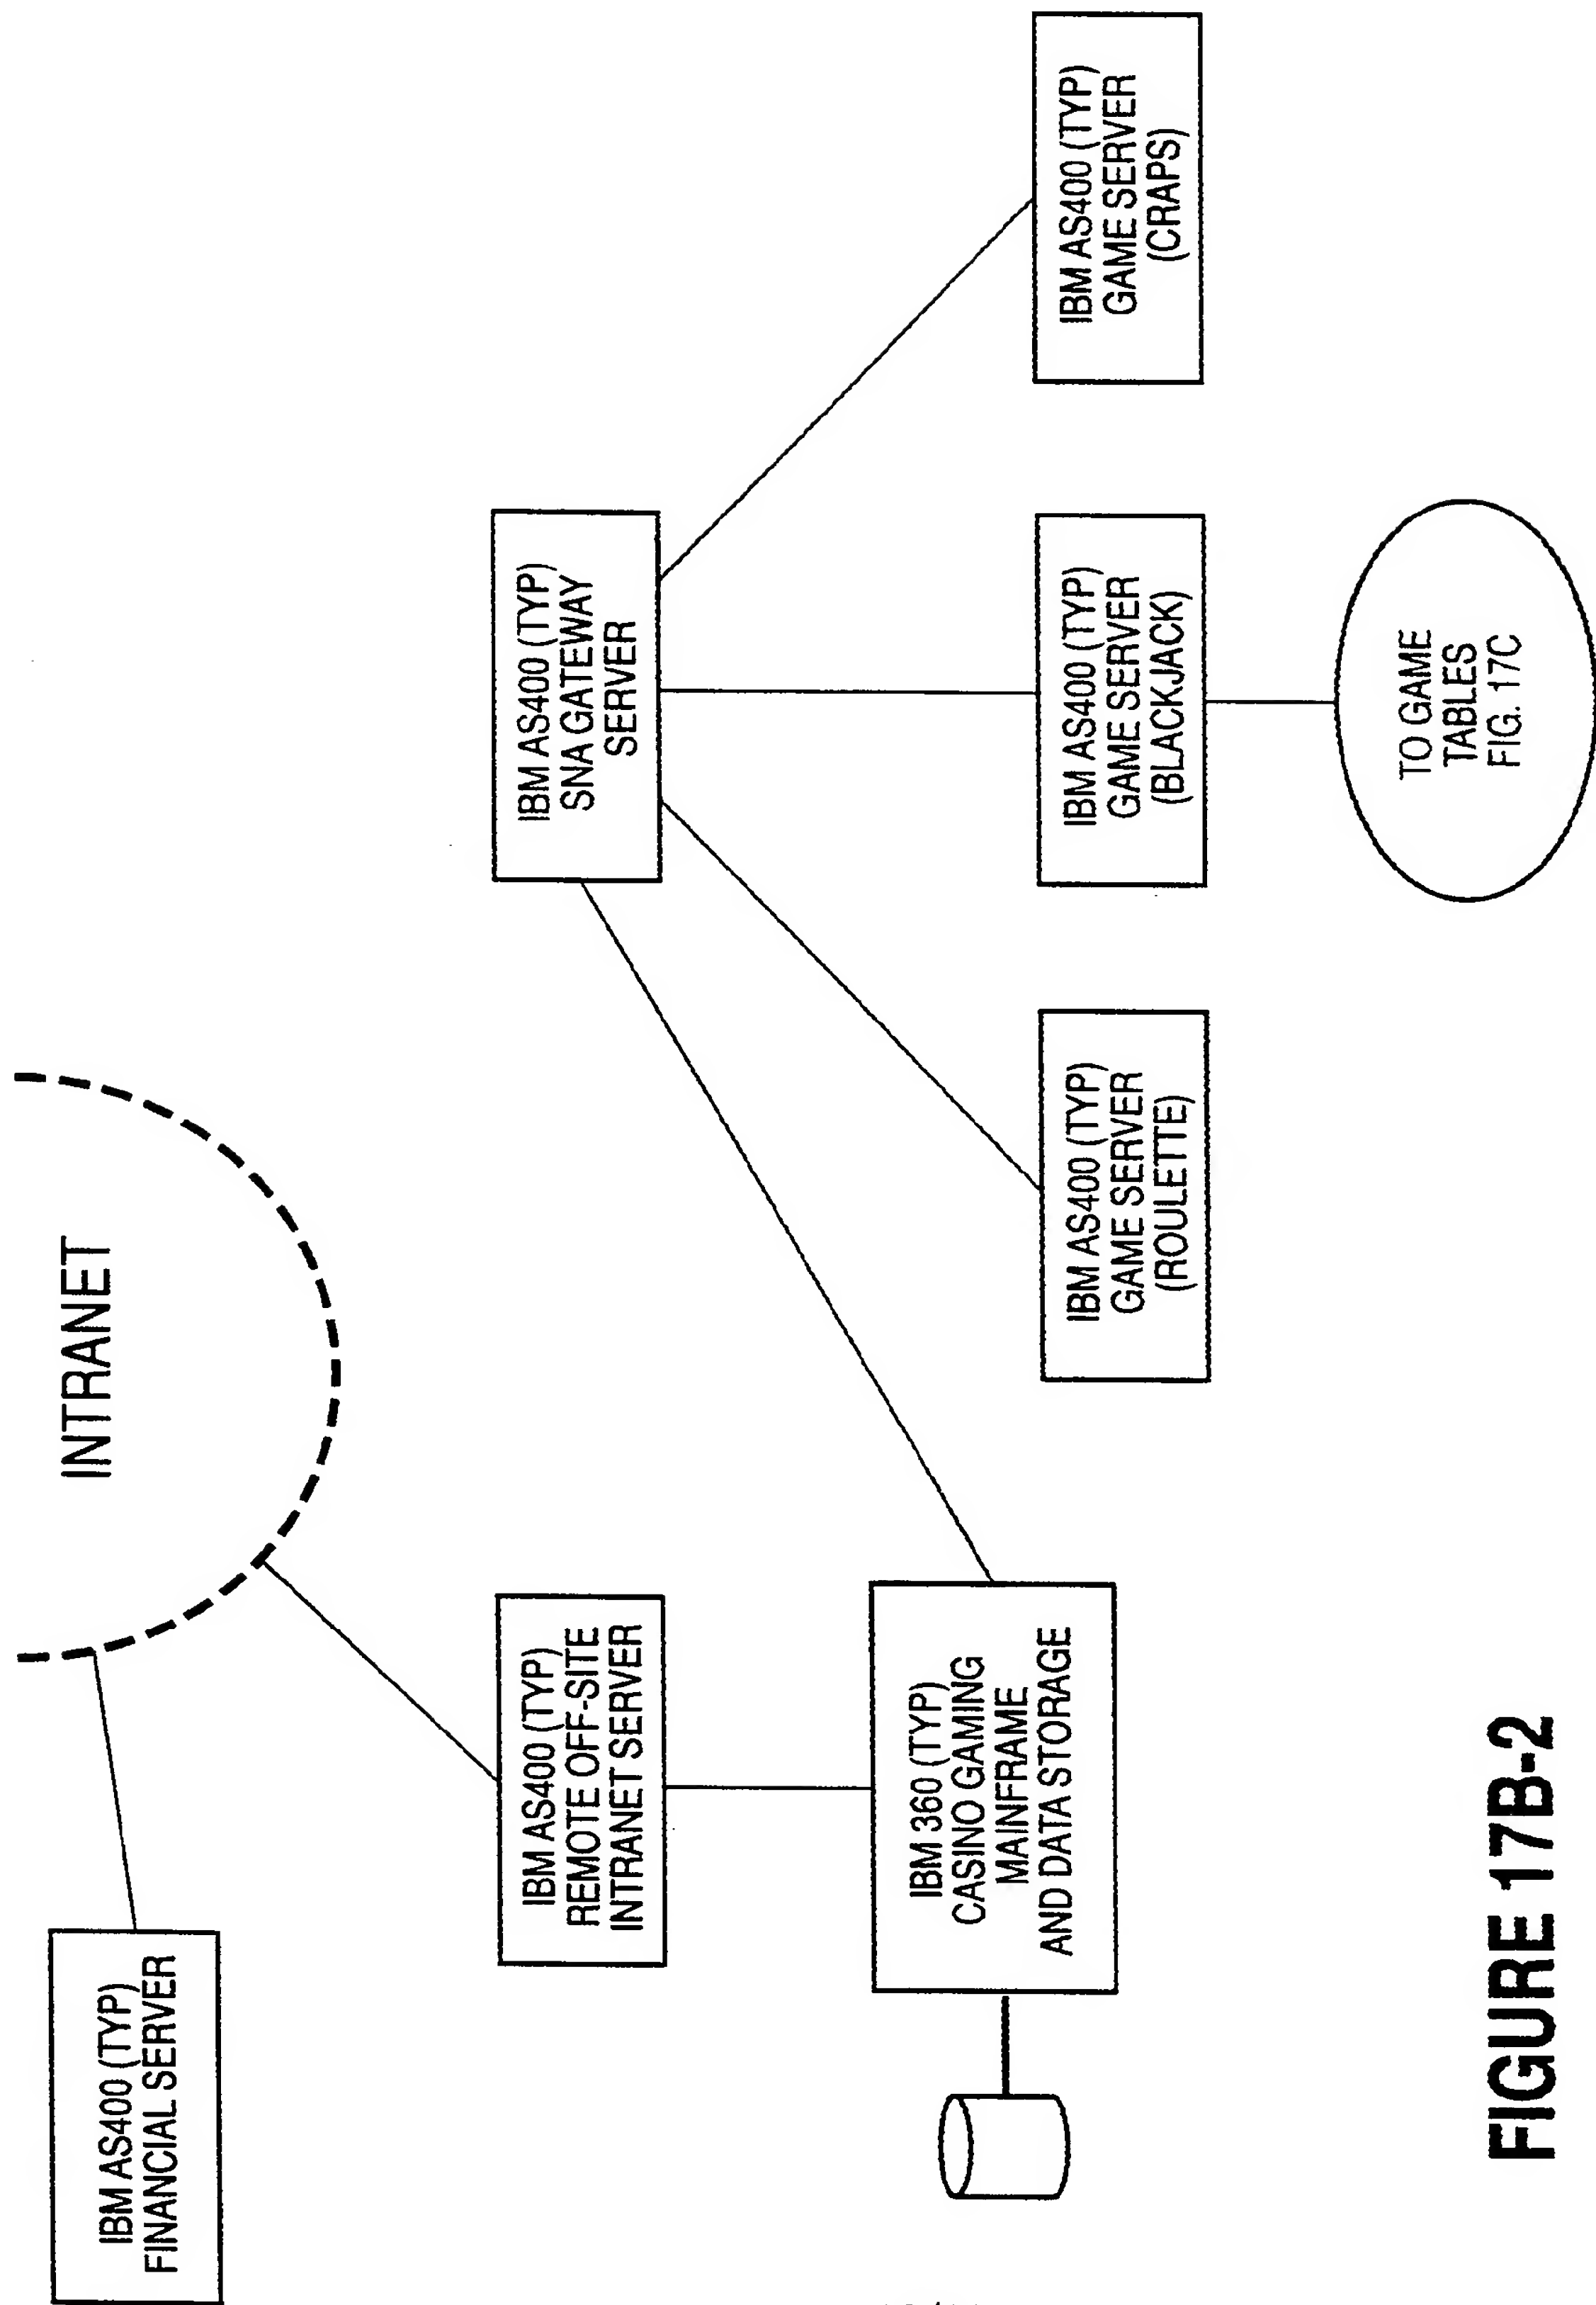 INTRANET
IBM AS400 (TYP)
FINANCIAL SERVER
IBM AS400 (TYP)
REMOTE OFF-SITE
INTRANET SERVER
IBM AS400 (TYP)
SNA GATEWAY
SERVER
IBM 360 (TYP)
CASINO GAMING
MAINFRAME
AND DATA STORAGE
IBM AS400 (TYP)
GAME SERVER
(ROULETTE)
IBM AS400 (TYP)
GAME SERVER
(BLACKJACK)
IBM AS400 (TYP)
GAME SERVER
(CRAPS)
TO GAME
TABLES
FIG. 17C
FIGURE 17B-2